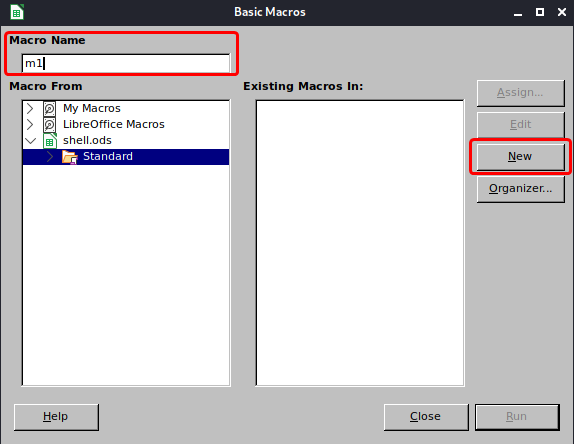 Basic Macros
Macro Name
m1
Macro From
Existing Macros In:
My Macros
LibreOffice Macros
shell.ods
Standard
Assign...
Edit
New
Organizer...
Help
Close
Run